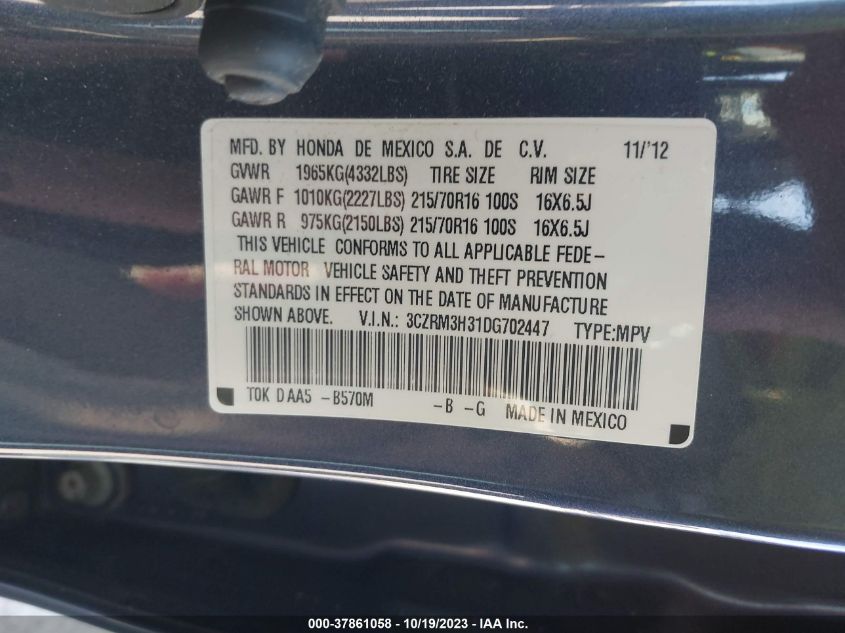 MFD. BY HONDA DE MEXICO S.A. DE C.V. 11/'12
GVWR 1965KG(4332LBS) TIRE SIZE RIM SIZE
GAWR F 1010KG(2227LBS) 215/70R16 100S 16X6.5J
GAWR R 975KG(2150LBS) 215/70R16 100S 16X6.5J
THIS VEHICLE CONFORMS TO ALL APPLICABLE FEDE-
RAL MOTOR VEHICLE SAFETY AND THEFT PREVENTION
STANDARDS IN EFFECT ON THE DATE OF MANUFACTURE
SHOWN ABOVE. V.I.N.: 3CZRM3H31DG702447 TYPE:MPV
T0K D AA5 -B570M -B -G MADE IN MEXICO
000-37861058 - 10/19/2023 - IAA Inc.